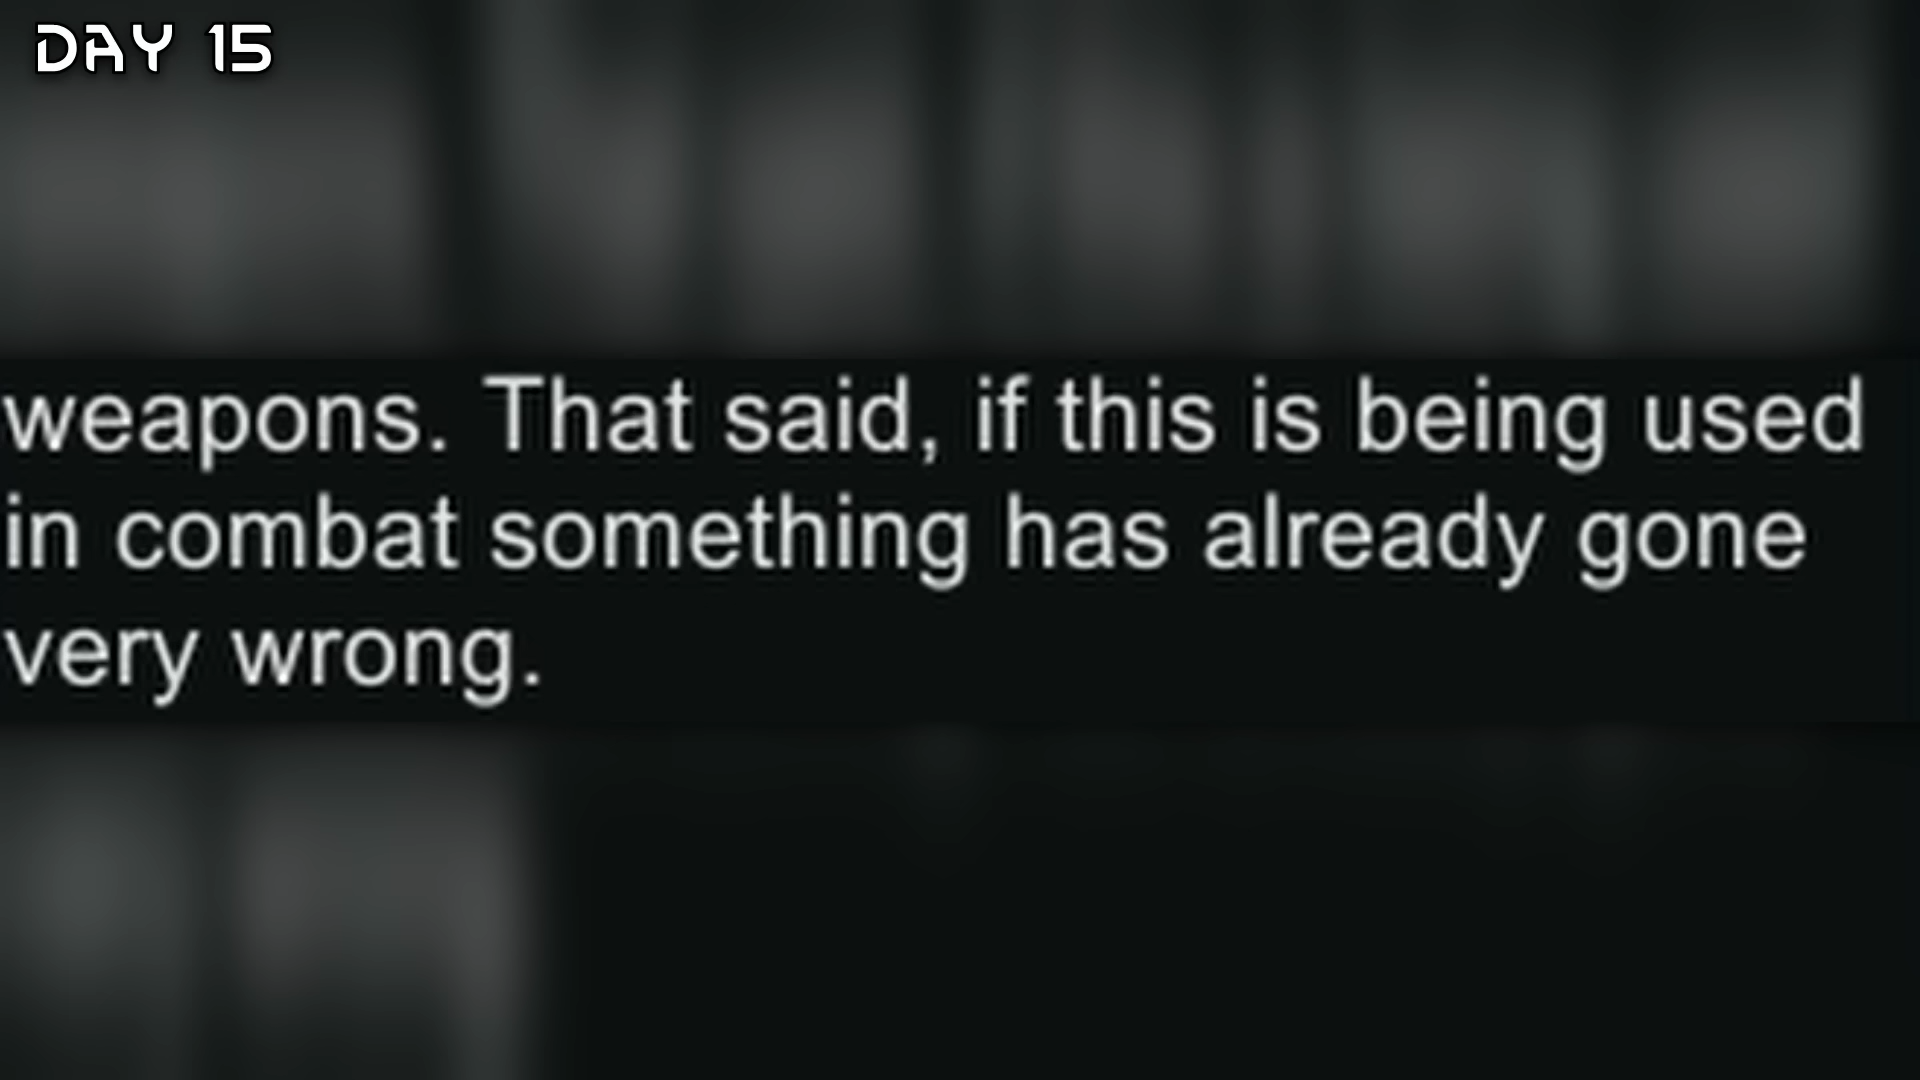 DAY 15
weapons. That said, if this is being used
in combat something has already gone
very wrong.